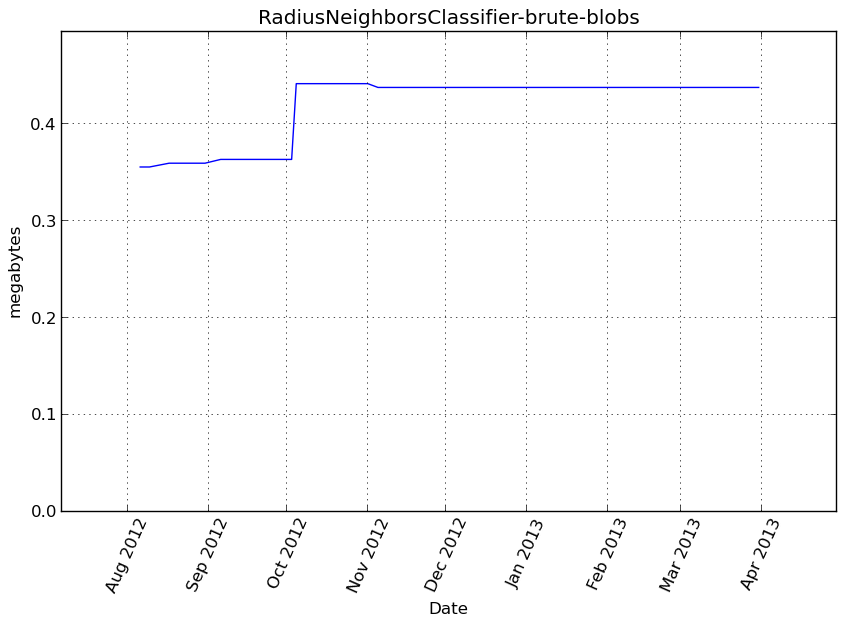 RadiusNeighborsClassifier-brute-blobs
megabytes
0.4
0.3
0.2
0.1
0.0
Aug 2012
Sep 2012
Oct 2012
Nov 2012
Dec 2012
Jan 2013
Feb 2013
Mar 2013
Apr 2013
Date